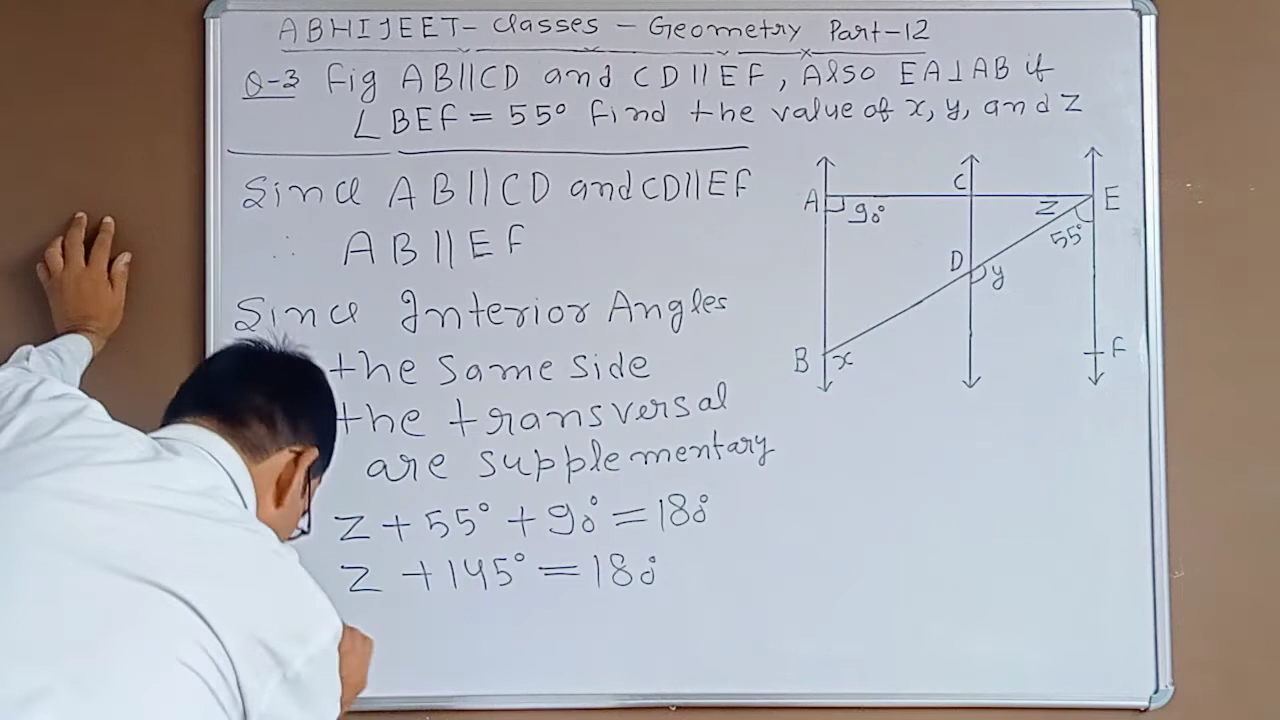 ABHIJEET- Classes - Geometry Part-12
Q-3 Fig AB||CD and CD||EF, Also EA⊥AB if
∠BEF = 55° Find the value of x, y, and z
Since AB||CD and CD||EF
∴ AB||EF
Since Interior Angles
the same side
the transversal
are supplementary
z + 55° + 90° = 180°
z + 145° = 180°
A 90° C z E
55°
D y
B x F